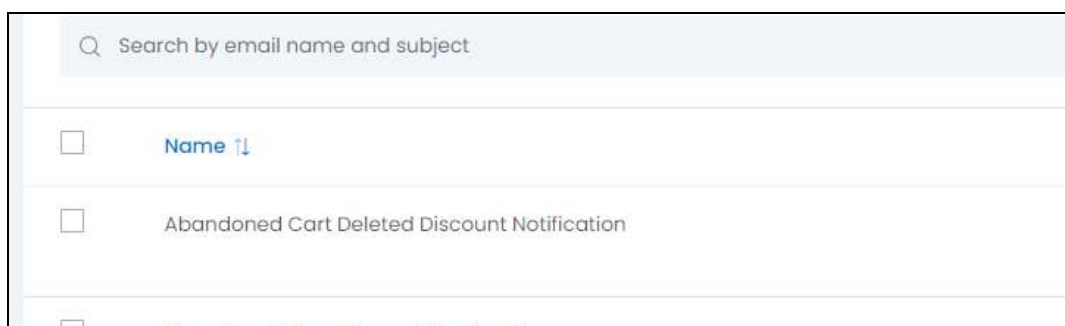 Search by email name and subject
Name
Abandoned Cart Deleted Discount Notification